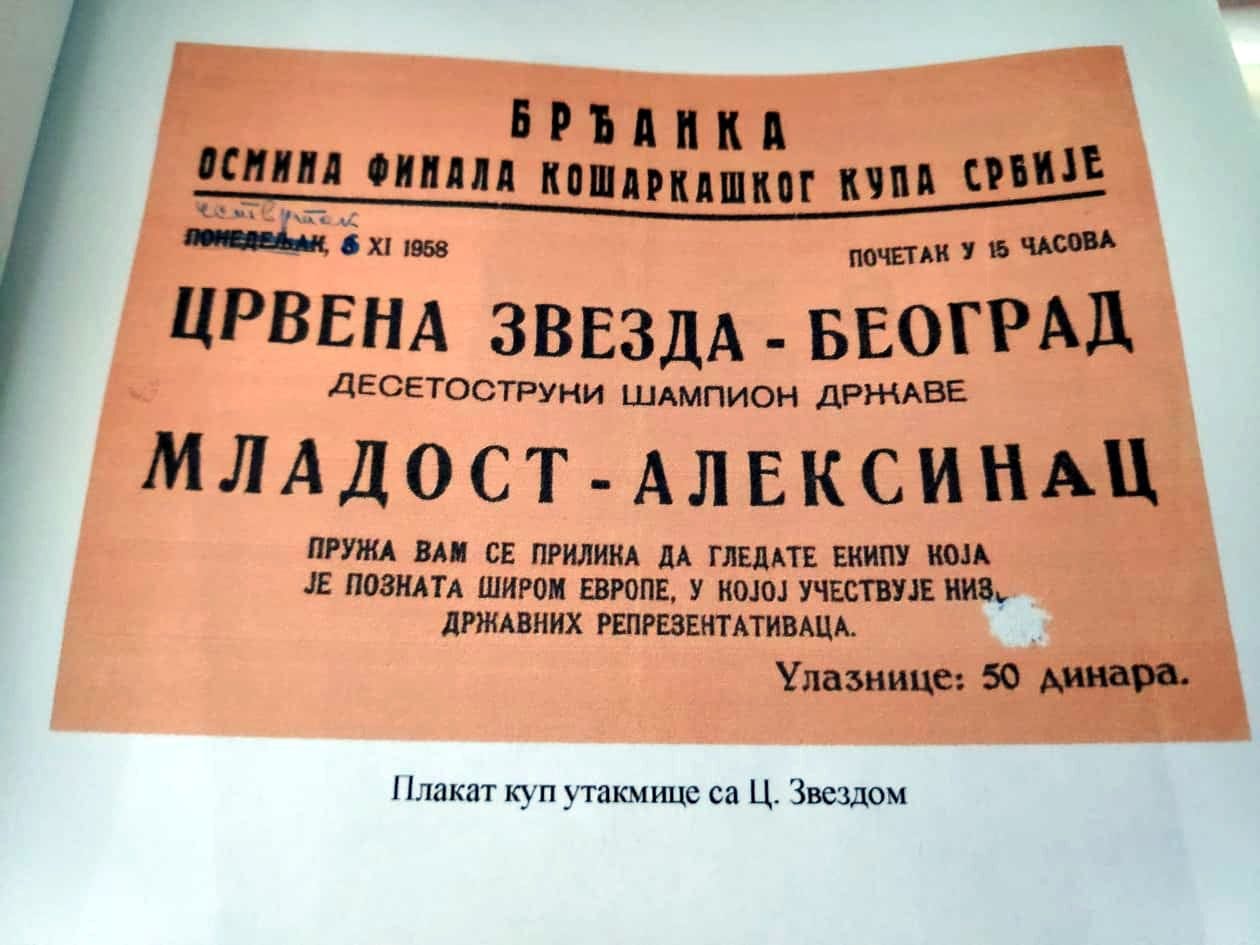 БРЂАНКА
ОСМИНА ФИНАЛА КОШАРКАШКОГ КУПА СРБИЈЕ
четвртак
ПОНЕДЕЉАК, 6 XI 1958
ПОЧЕТАК У 15 ЧАСОВА
ЦРВЕНА ЗВЕЗДА - БЕОГРАД
ДЕСЕТОСТРУКИ ШАМПИОН ДРЖАВЕ
МЛАДОСТ - АЛЕКСИНАЦ
ПРУЖА ВАМ СЕ ПРИЛИКА ДА ГЛЕДАТЕ ЕКИПУ КОЈА
ЈЕ ПОЗНАТА ШИРОМ ЕВРОПЕ, У КОЈОЈ УЧЕСТВУЈЕ НИЗ
ДРЖАВНИХ РЕПРЕЗЕНТАТИВАЦА.
Улазнице: 50 динара.
Плакат куп утакмице са Ц. Звездом